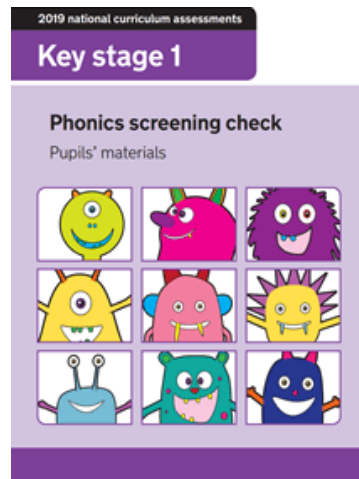 2019 national curriculum assessments
Key stage 1
Phonics screening check
Pupils’ materials